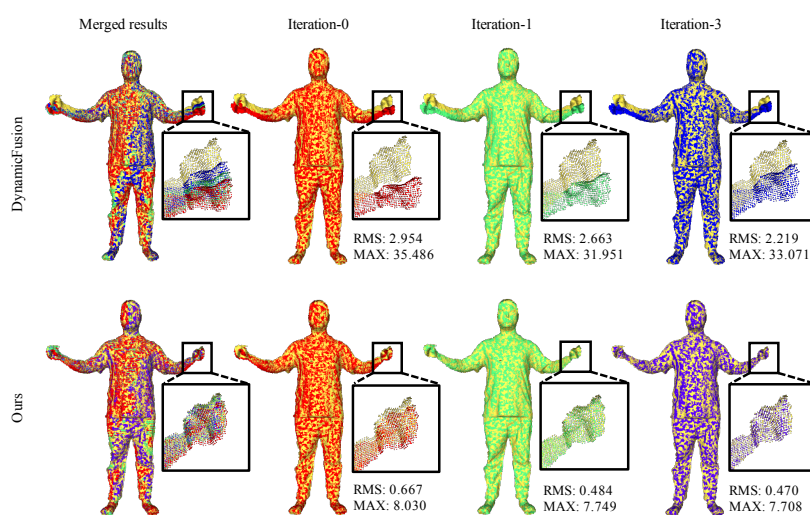 Merged results
Iteration-0
Iteration-1
Iteration-3
DynamicFusion
RMS: 2.954
MAX: 35.486
RMS: 2.663
MAX: 31.951
RMS: 2.219
MAX: 33.071
Ours
RMS: 0.667
MAX: 8.030
RMS: 0.484
MAX: 7.749
RMS: 0.470
MAX: 7.708